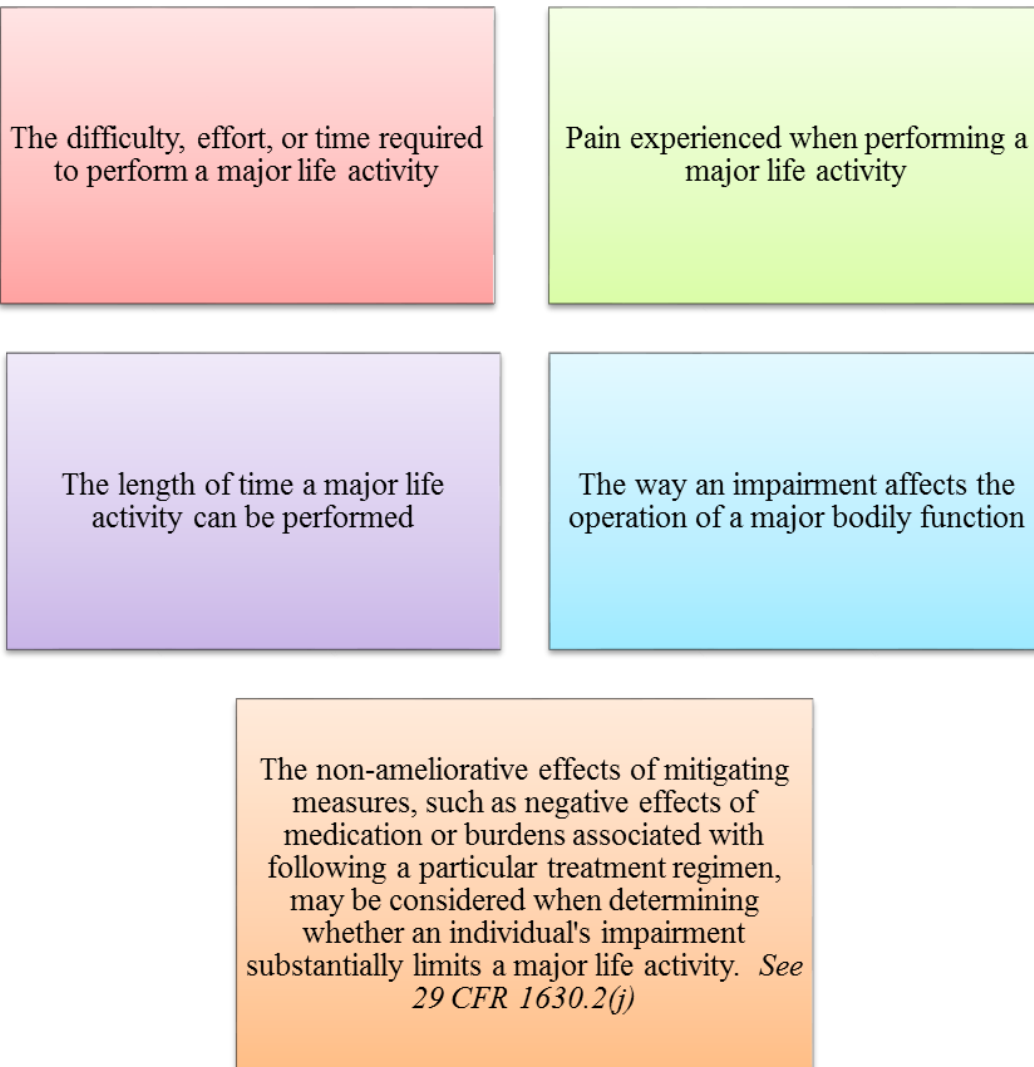 The difficulty, effort, or time required
to perform a major life activity
Pain experienced when performing a
major life activity
The length of time a major life
activity can be performed
The way an impairment affects the
operation of a major bodily function
The non-ameliorative effects of mitigating
measures, such as negative effects of
medication or burdens associated with
following a particular treatment regimen,
may be considered when determining
whether an individual's impairment
substantially limits a major life activity.  See
29 CFR 1630.2(j)